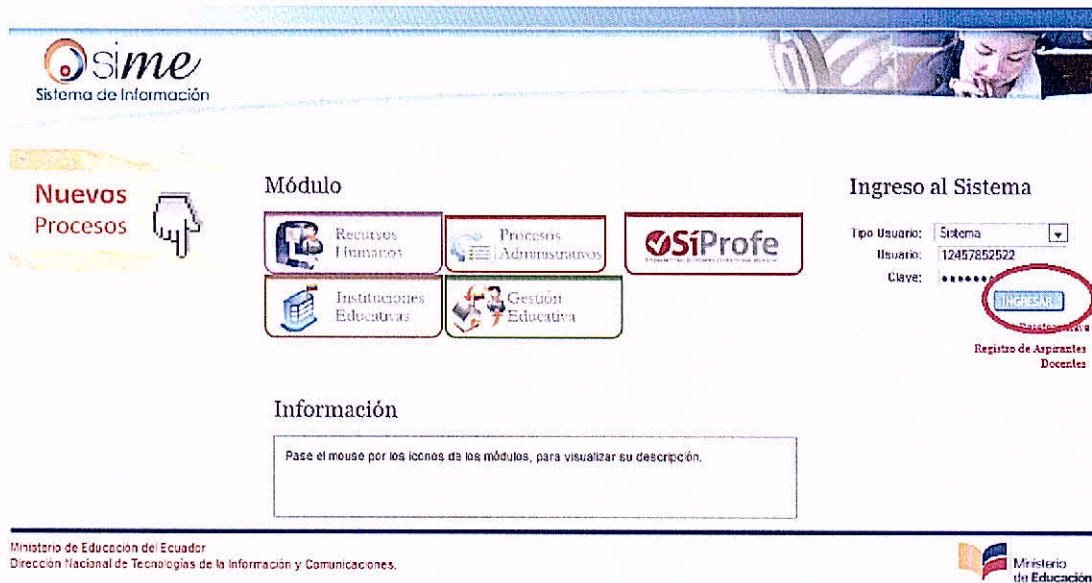 sime
Sistema de Información
Nuevos
Procesos
Módulo
Recursos
Humanos
Procesos
Administrativos
SíProfe
Instituciones
Educativas
Gestión
Educativa
Ingreso al Sistema
Tipo Usuario: Sistema
Usuario: 12457852522
Clave: ••••••••
INGRESAR
Registro de Aspirantes
Docentes
Información
Pase el mouse por los iconos de los módulos, para visualizar su descripción.
Ministerio de Educación del Ecuador
Dirección Nacional de Tecnologías de la Información y Comunicaciones.
Ministerio
de Educación